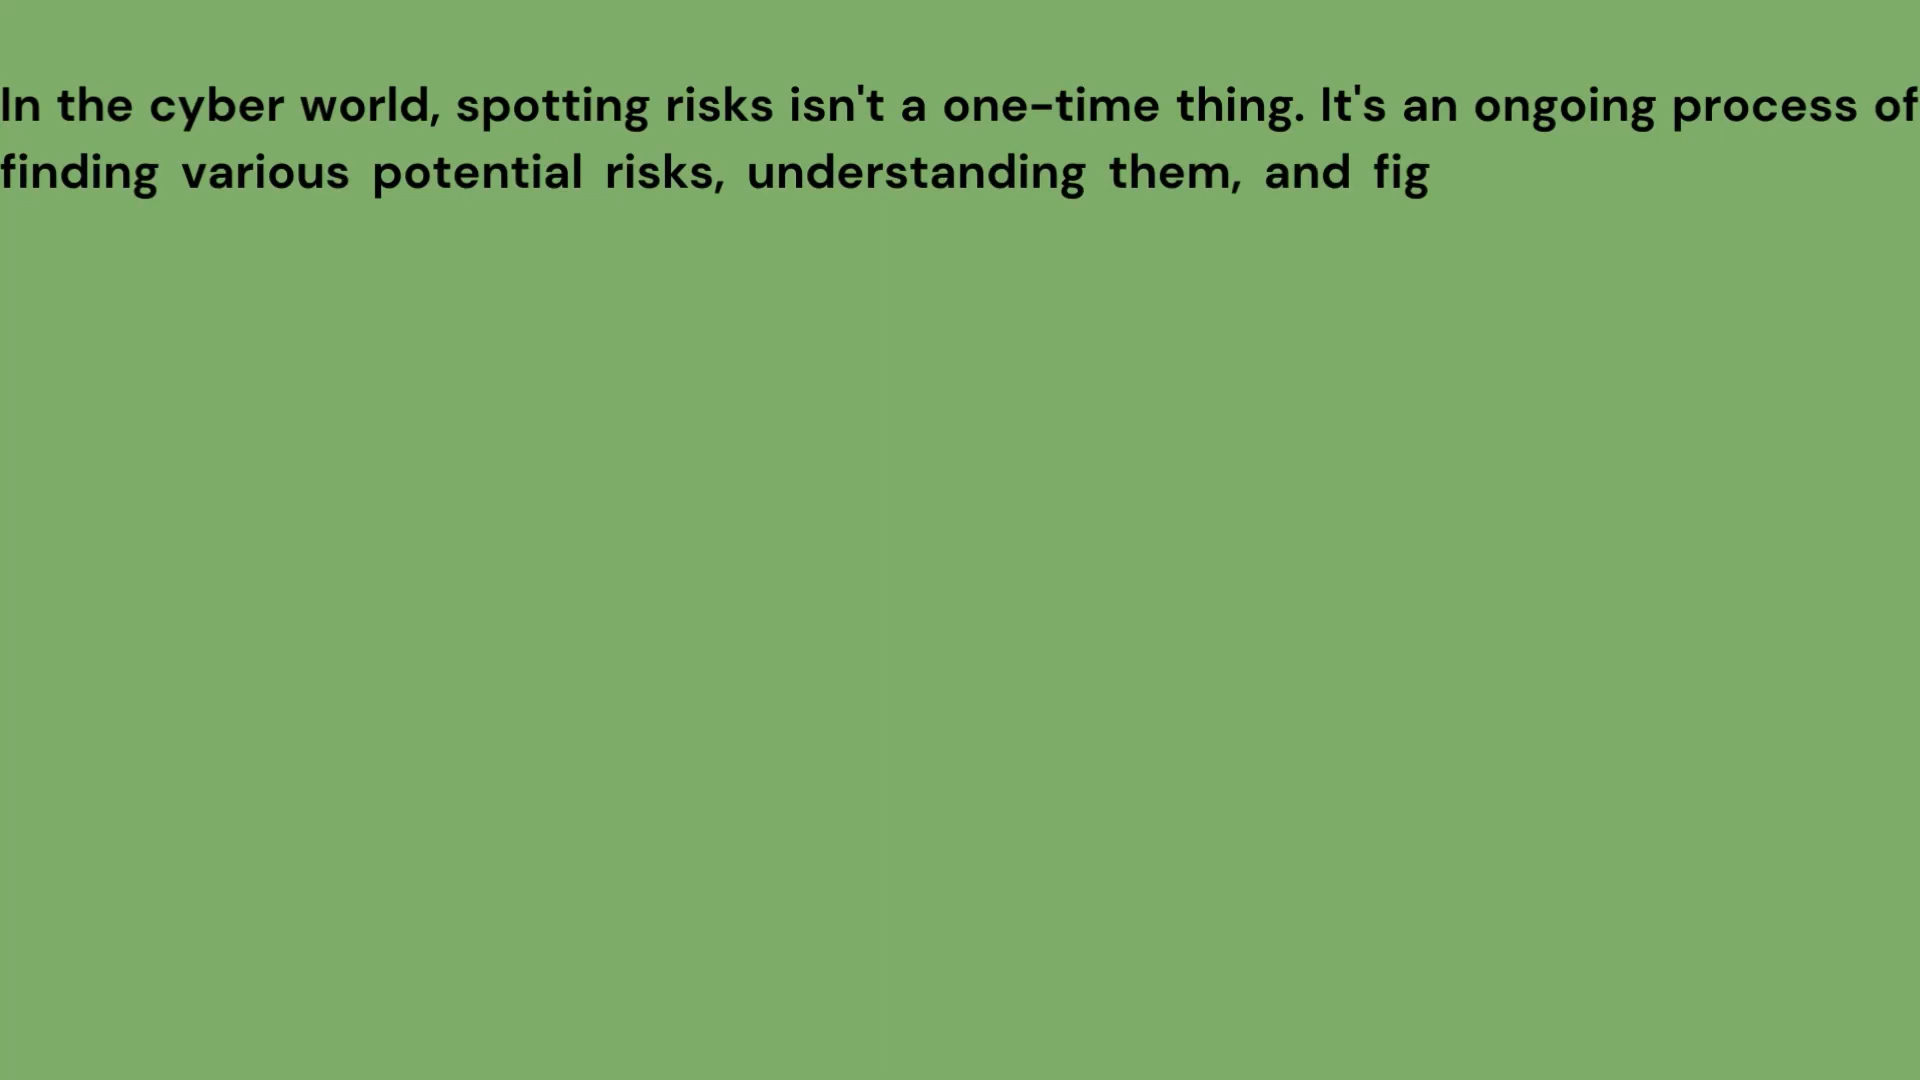 In the cyber world, spotting risks isn't a one-time thing. It's an ongoing process of
finding various potential risks, understanding them, and fig